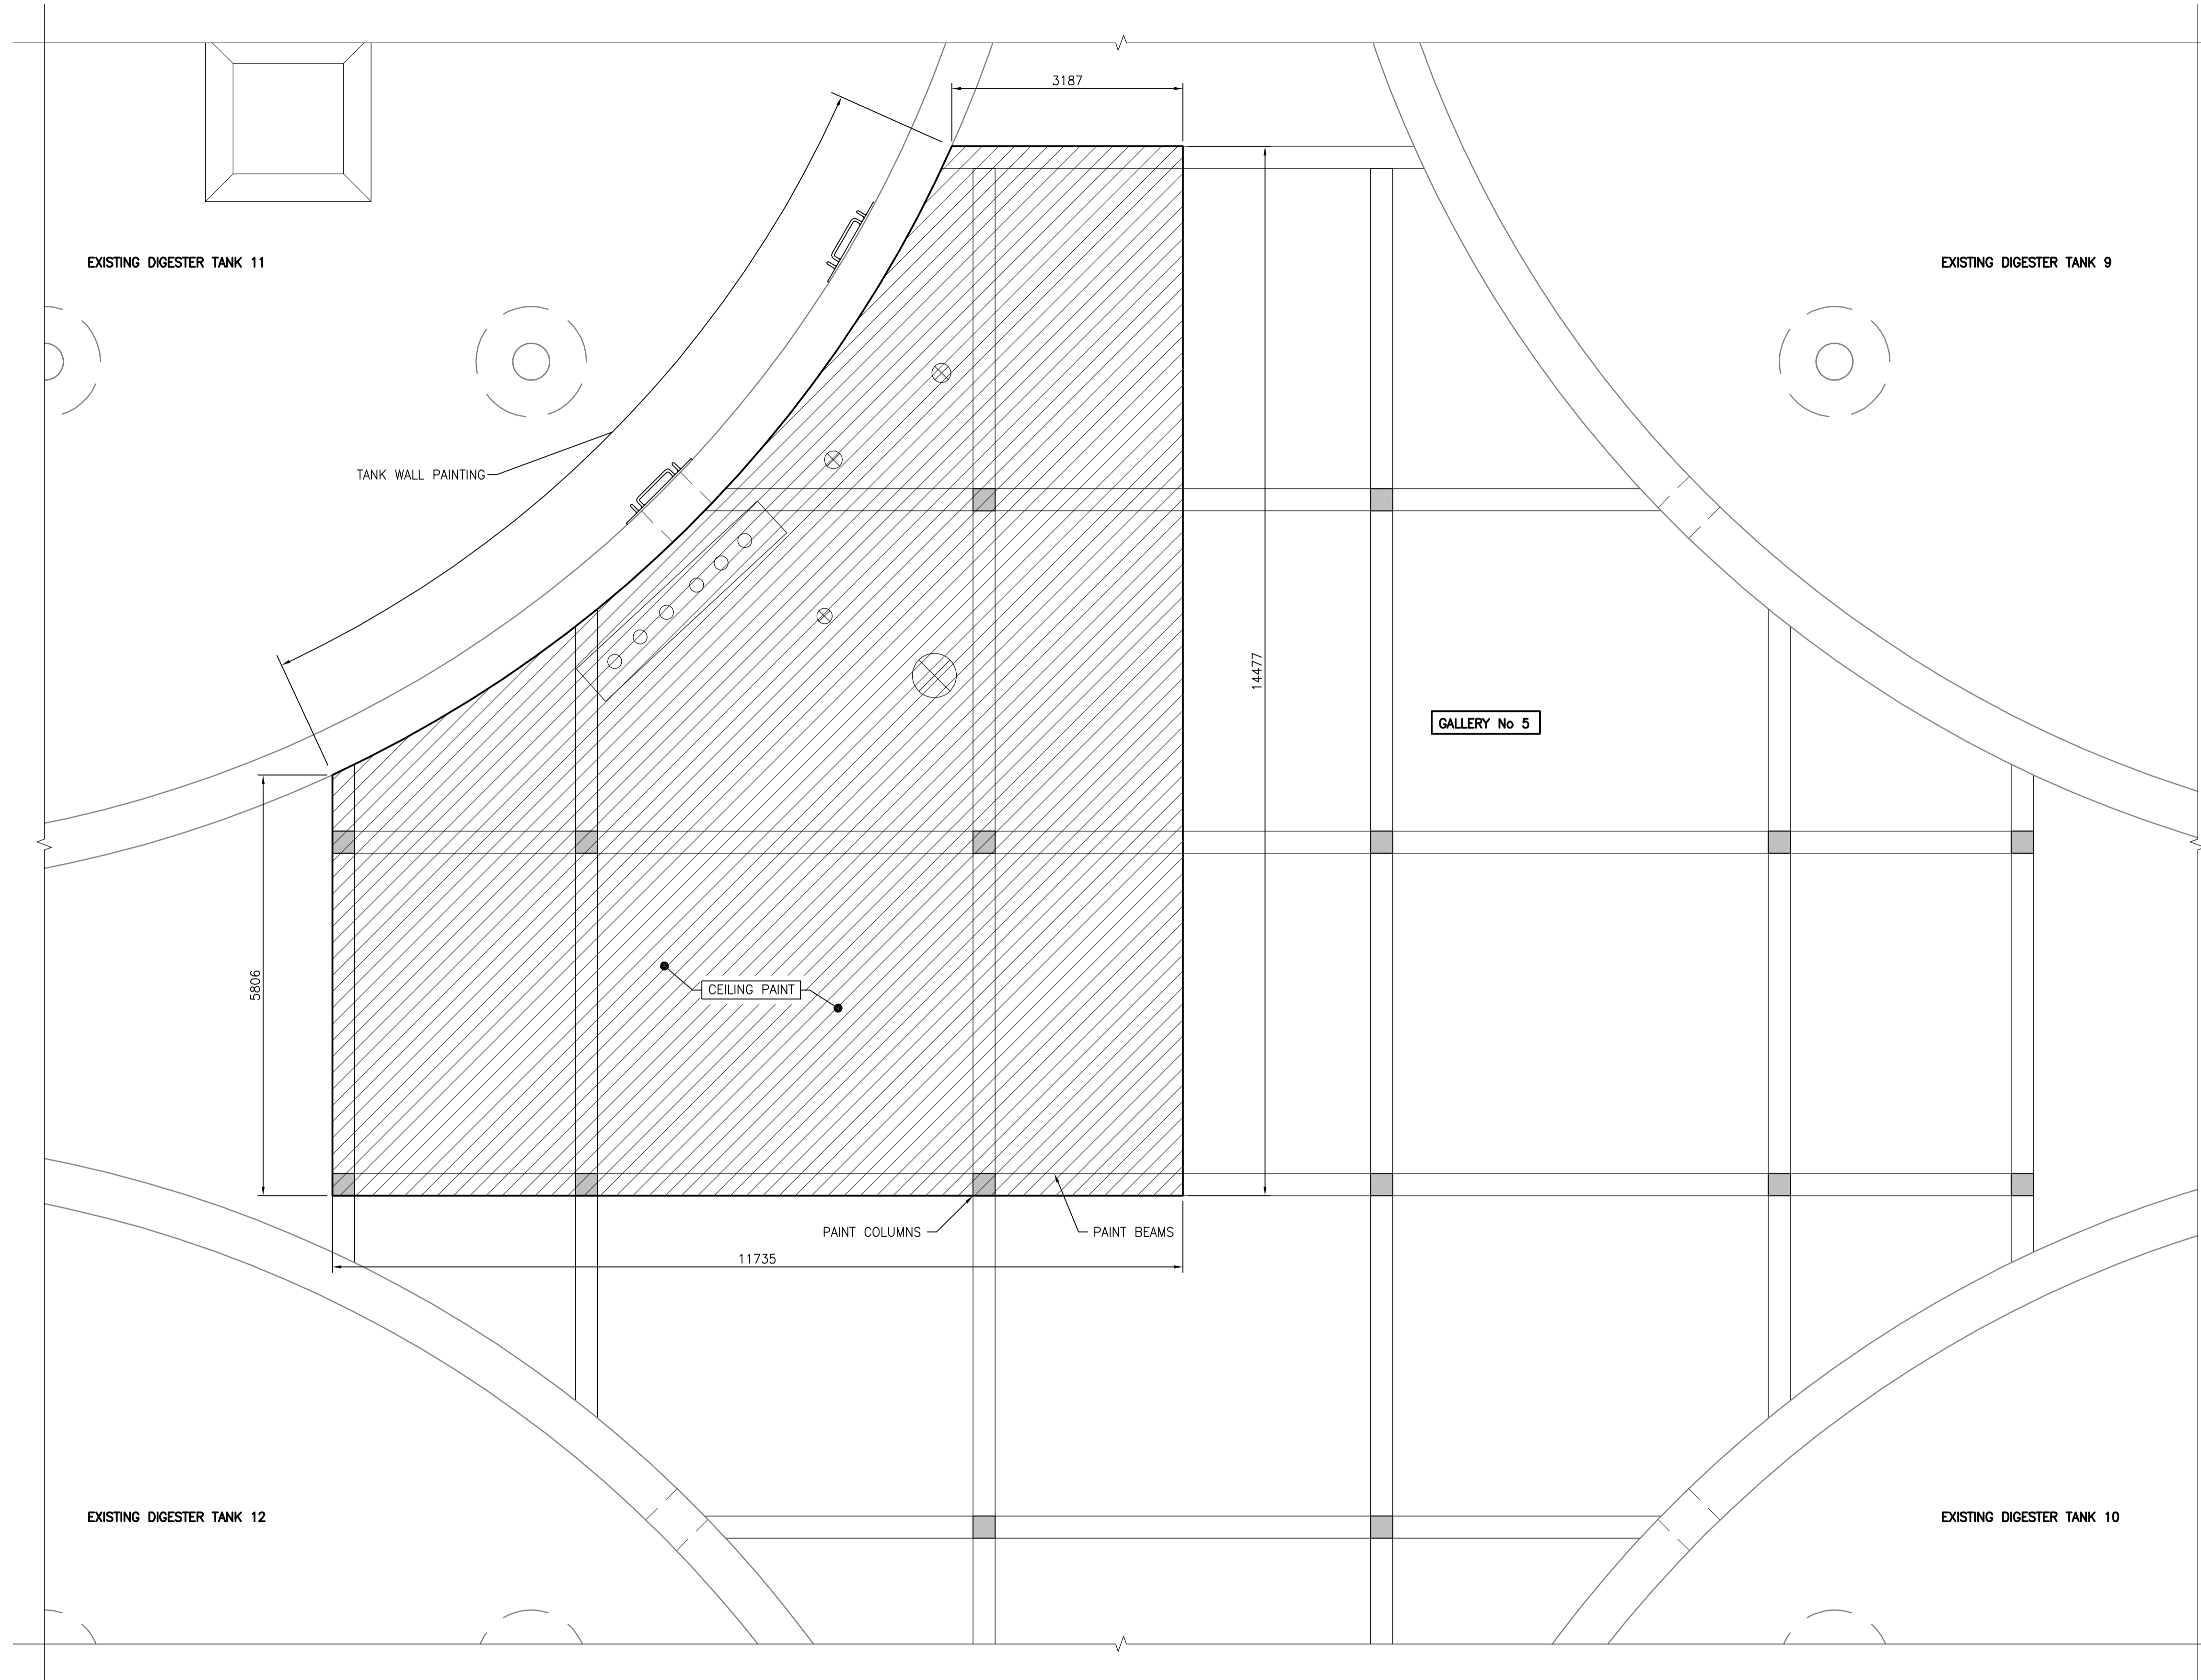 3187
EXISTING DIGESTER TANK 11
EXISTING DIGESTER TANK 9
TANK WALL PAINTING
14477
GALLERY No 5
5806
CEILING PAINT
PAINT COLUMNS
PAINT BEAMS
11735
EXISTING DIGESTER TANK 12
EXISTING DIGESTER TANK 10